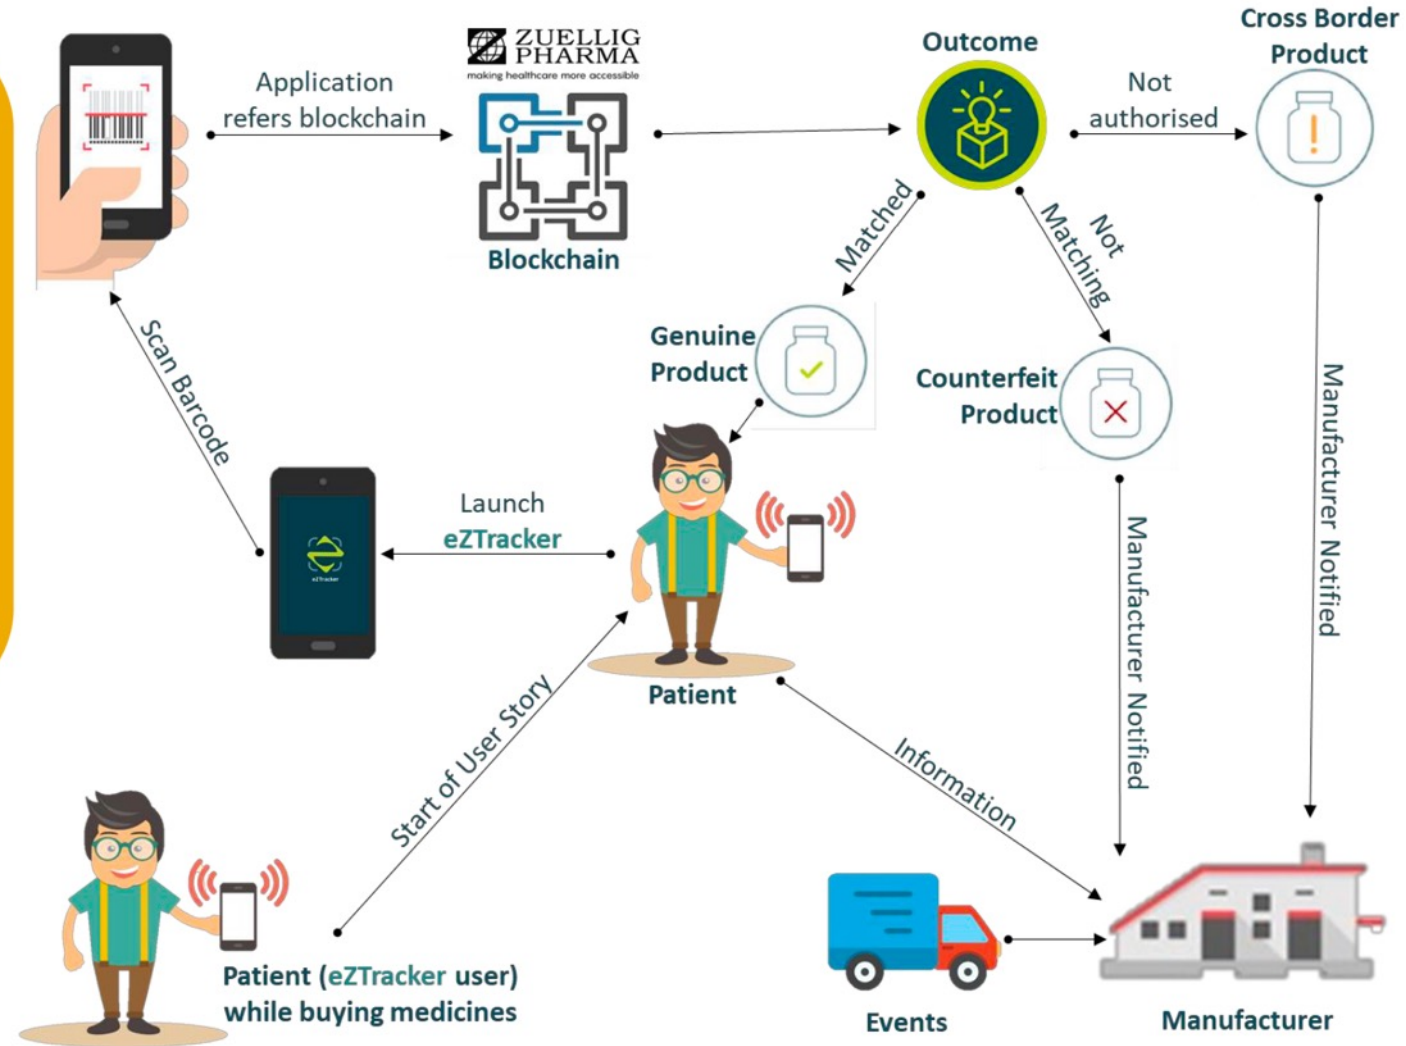 Cross Border
Product
ZUELLIG
PHARMA
making healthcare more accessible
Outcome
Application
refers blockchain
Not
authorised
Blockchain
Matched
Not
Matching
Genuine
Product
Counterfeit
Product
Scan Barcode
Manufacturer Notified
Launch
eZTracker
eZTracker
Manufacturer Notified
Patient
Start of User Story
Information
Patient (eZTracker user)
while buying medicines
Events
Manufacturer